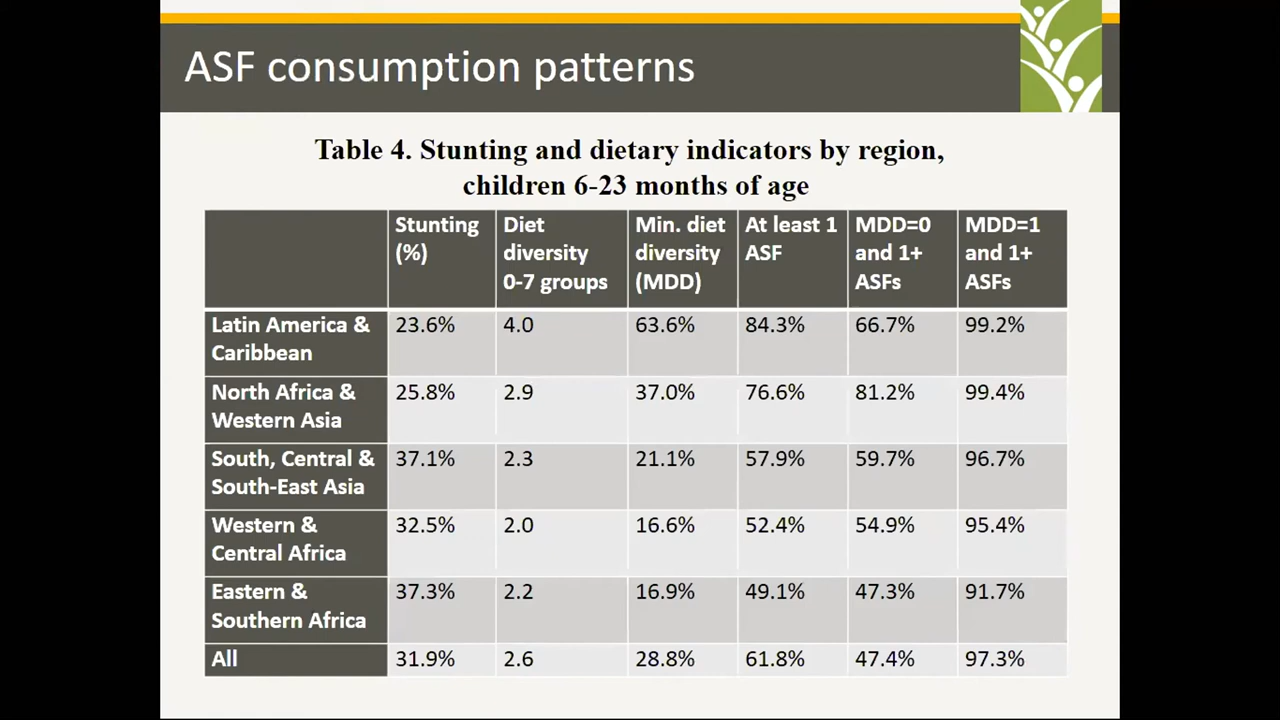 ASF consumption patterns
Table 4. Stunting and dietary indicators by region,
children 6-23 months of age
Stunting (%) Diet diversity 0-7 groups Min. diet diversity (MDD) At least 1 ASF MDD=0 and 1+ ASFs MDD=1 and 1+ ASFs
Latin America & Caribbean 23.6% 4.0 63.6% 84.3% 66.7% 99.2%
North Africa & Western Asia 25.8% 2.9 37.0% 76.6% 81.2% 99.4%
South, Central & South-East Asia 37.1% 2.3 21.1% 57.9% 59.7% 96.7%
Western & Central Africa 32.5% 2.0 16.6% 52.4% 54.9% 95.4%
Eastern & Southern Africa 37.3% 2.2 16.9% 49.1% 47.3% 91.7%
All 31.9% 2.6 28.8% 61.8% 47.4% 97.3%